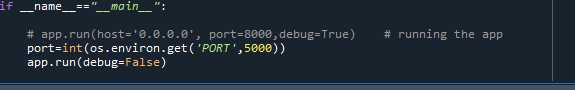 if __name__=="__main__":
# app.run(host='0.0.0.0', port=8000,debug=True)    # running the app
port=int(os.environ.get('PORT',5000))
app.run(debug=False)